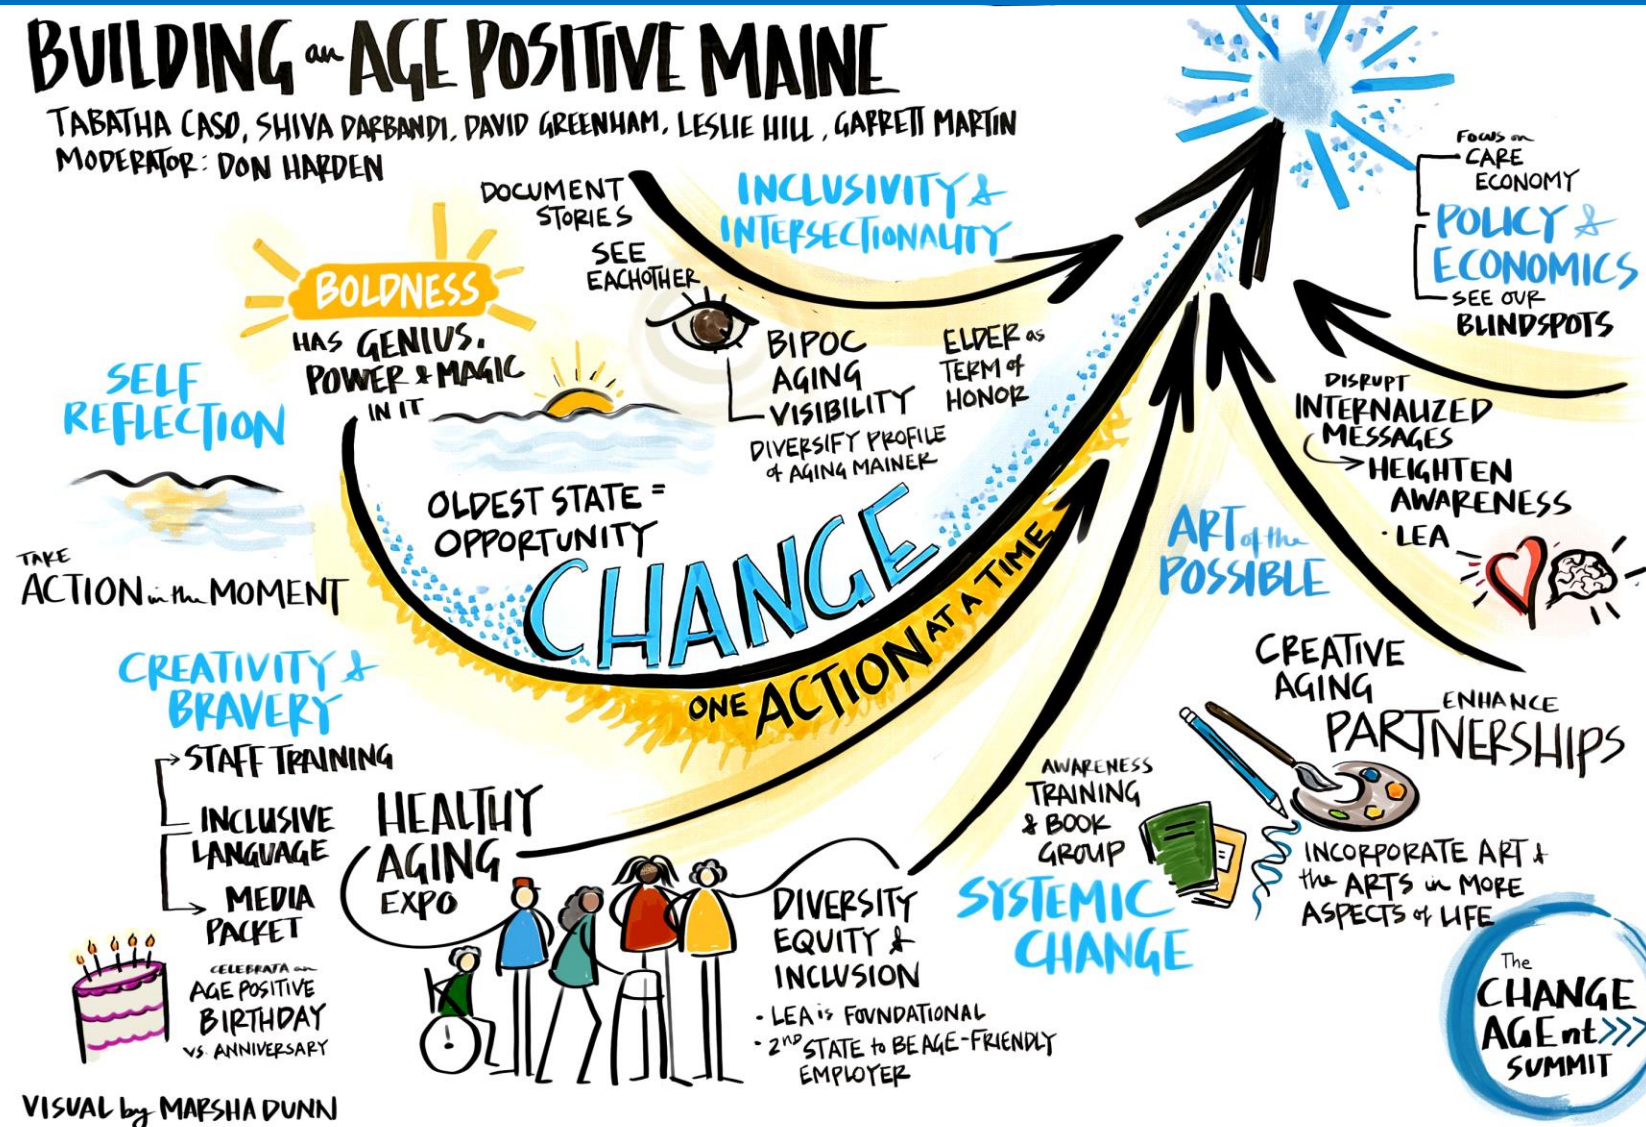 BUILDING an AGE POSITIVE MAINE
TABATHA CASO, SHIVA DARBANDI, DAVID GREENHAM, LESLIE HILL, GARRETT MARTIN
MODERATOR: DON HARDEN
BOLDNESS
HAS GENIUS,
POWER & MAGIC
IN IT
SELF
REFLECTION
TAKE
ACTION in the MOMENT
OLDEST STATE =
OPPORTUNITY
DOCUMENT
STORIES
SEE
EACHOTHER
INCLUSIVITY &
INTERSECTIONALITY
BIPOC
AGING
VISIBILITY
DIVERSIFY PROFILE
of AGING MAINER
ELDER as
TERM of
HONOR
Focus on
CARE
ECONOMY
POLICY &
ECONOMICS
SEE OUR
BLINDSPOTS
DISRUPT
INTERNALIZED
MESSAGES
HEIGHTEN
AWARENESS
• LEA
CHANGE
ONE ACTION AT A TIME
ART of the
POSSIBLE
CREATIVE
AGING
ENHANCE
PARTNERSHIPS
INCORPORATE ART &
the ARTS in MORE
ASPECTS of LIFE
CREATIVITY &
BRAVERY
STAFF TRAINING
INCLUSIVE
LANGUAGE
MEDIA
PACKET
CELEBRATA an
AGE POSITIVE
BIRTHDAY
VS. ANNIVERSARY
HEALTHY
AGING
EXPO
DIVERSITY
EQUITY &
INCLUSION
• LEA is FOUNDATIONAL
• 2ND STATE to BE AGE-FRIENDLY
EMPLOYER
AWARENESS
TRAINING
& BOOK
GROUP
SYSTEMIC
CHANGE
The
CHANGE
AGEnt>>>
SUMMIT
VISUAL by MARSHA DUNN